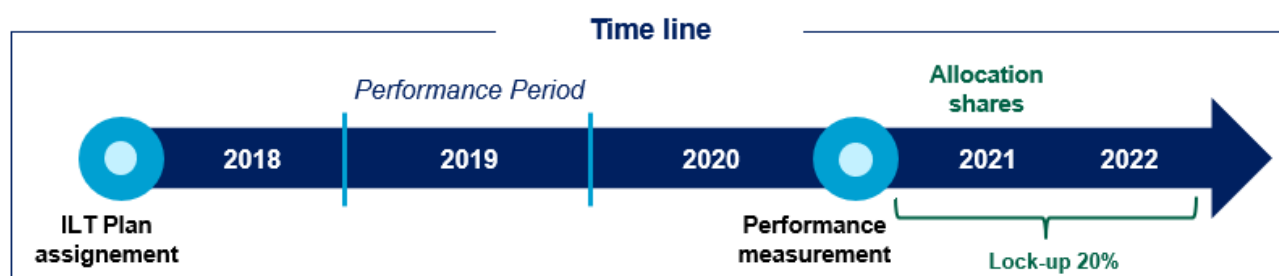 Time line
Performance Period
Allocation
shares
2018
2019
2020
2021
2022
ILT Plan
assignement
Performance
measurement
Lock-up 20%